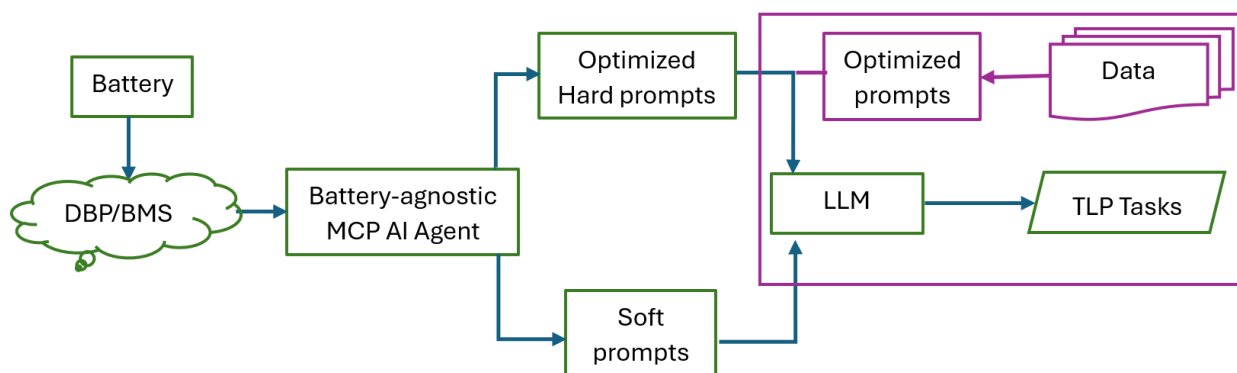 Battery
DBP/BMS
Battery-agnostic
MCP AI Agent
Optimized
Hard prompts
Soft
prompts
Optimized
prompts
Data
LLM
TLP Tasks